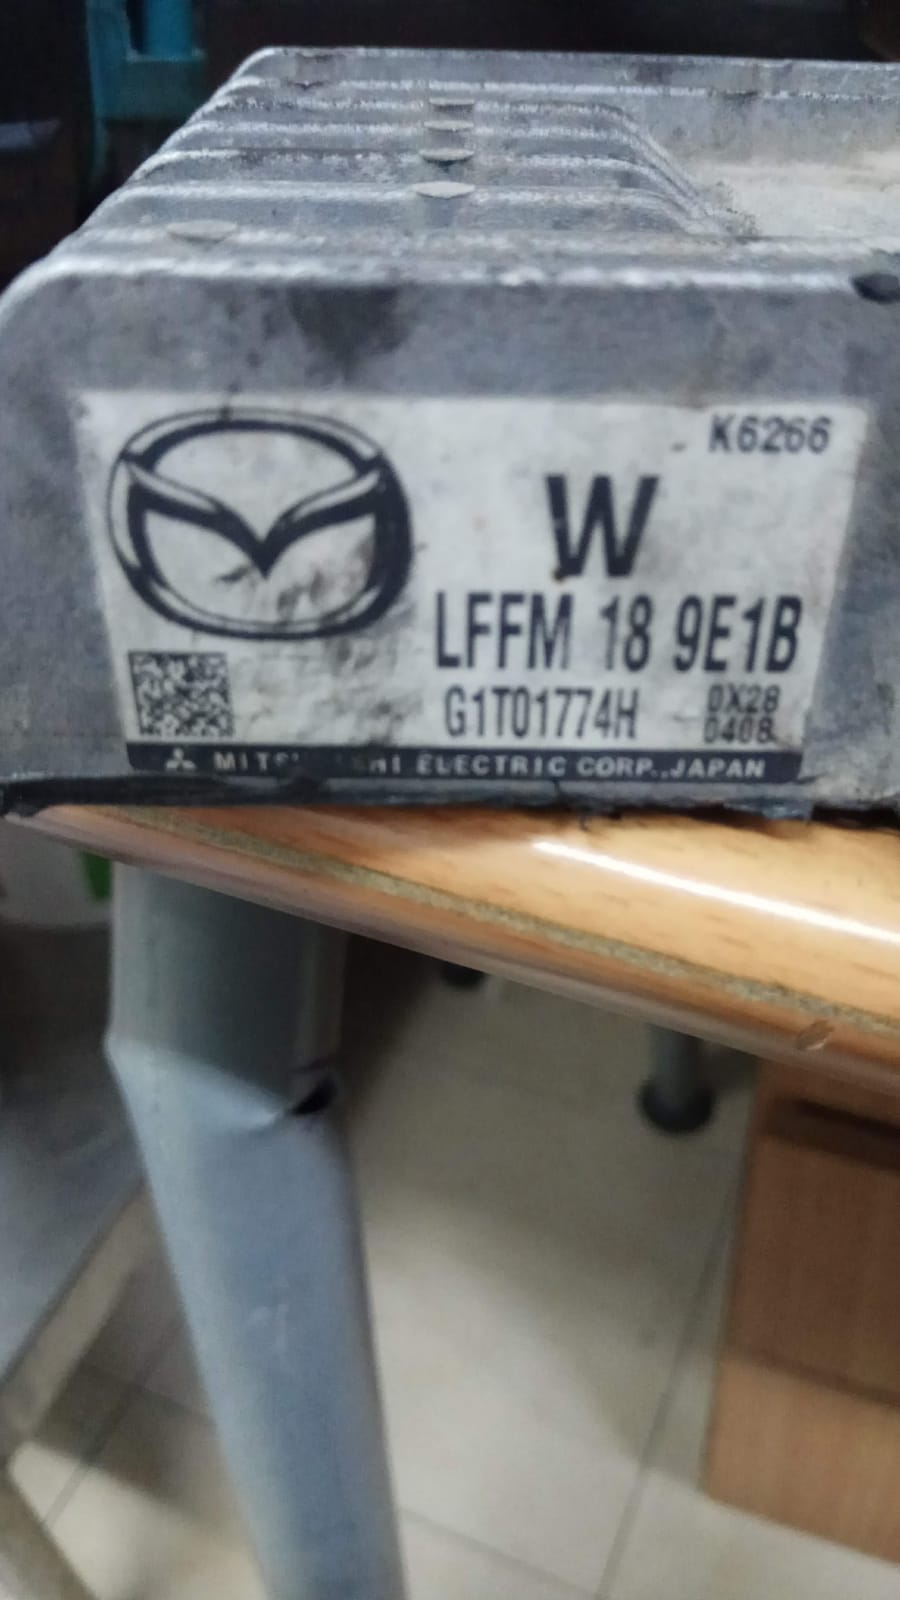 K6266
W
LFFM 18 9E1B
G1T01774H 0X28
0408
ELECTRIC CORP., JAPAN